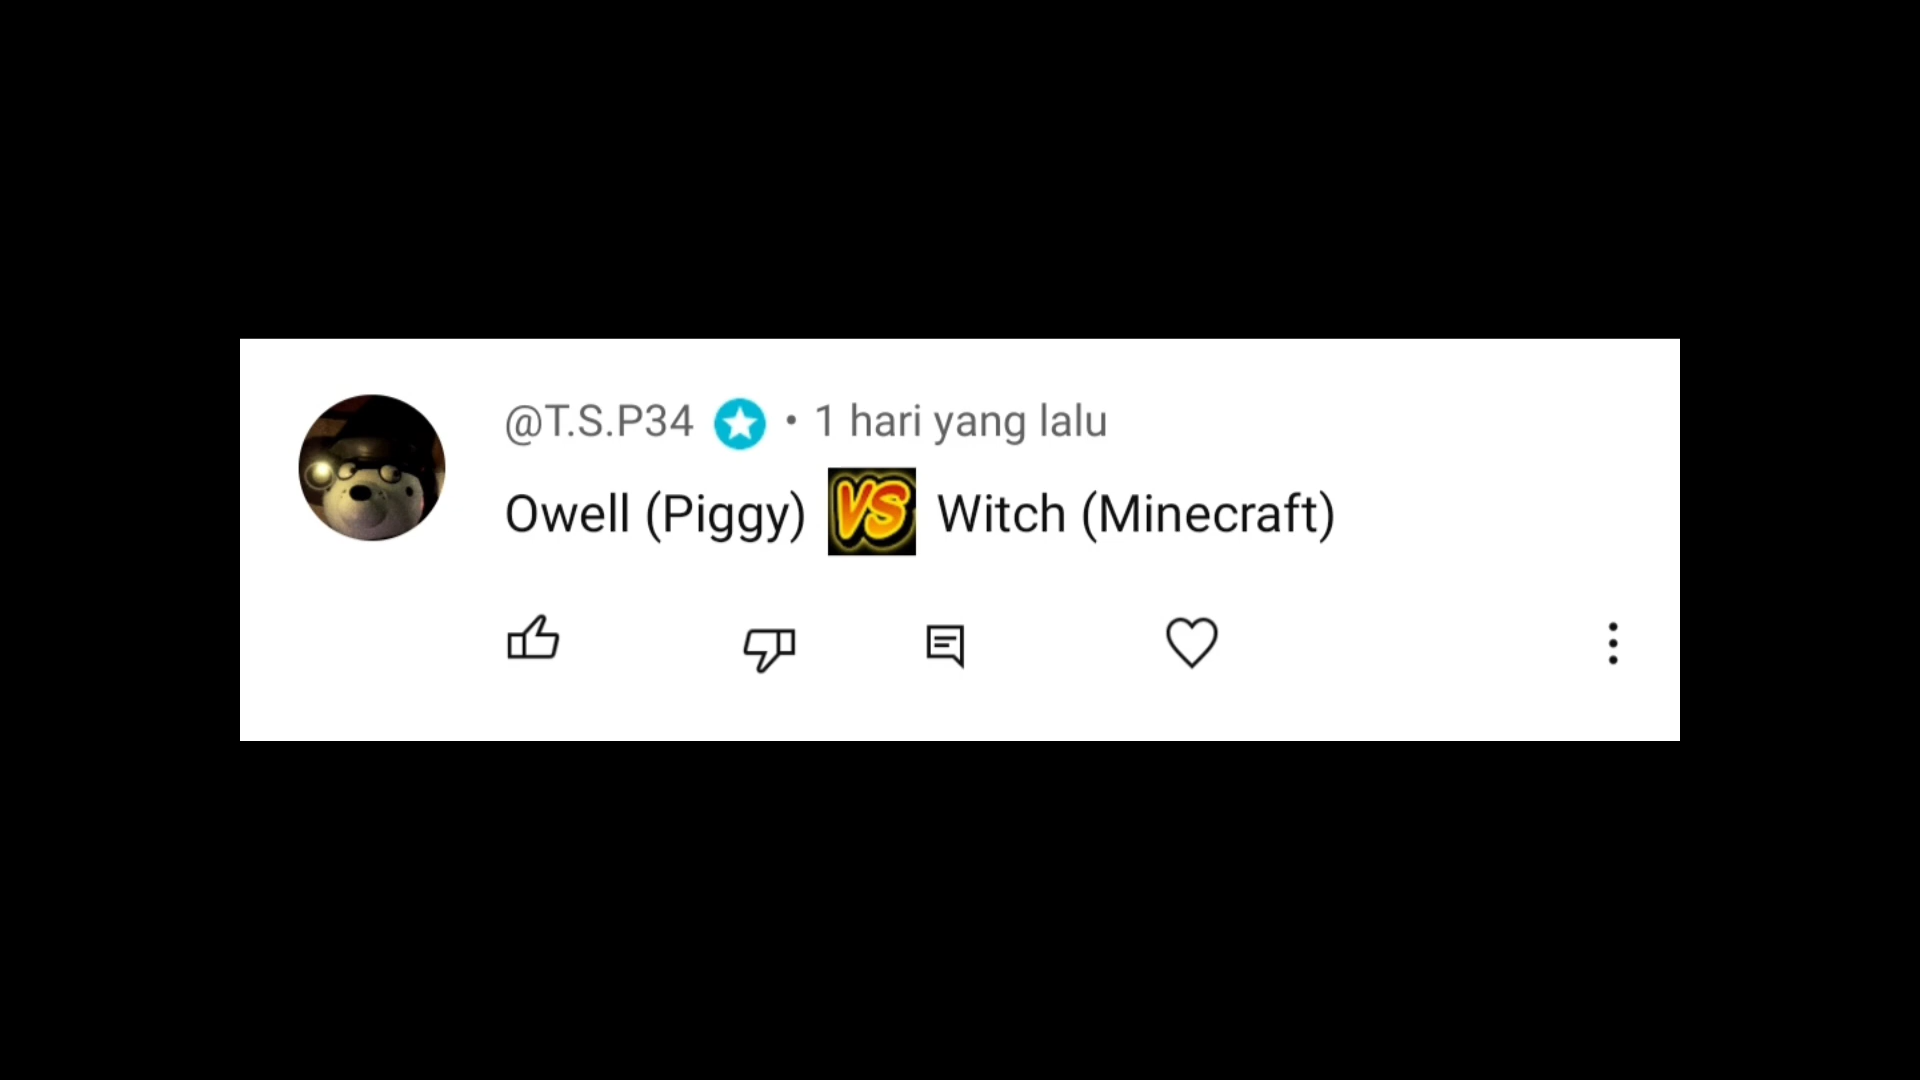 @T.S.P34 • 1 hari yang lalu
Owell (Piggy) VS Witch (Minecraft)